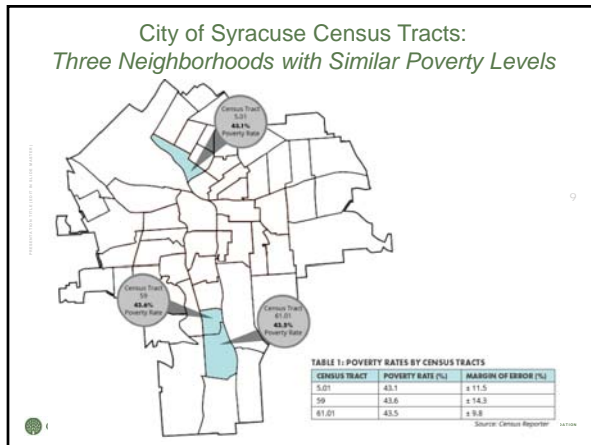 City of Syracuse Census Tracts:
Three Neighborhoods with Similar Poverty Levels
Census Tract
5.01
43.1%
Poverty Rate
9
Census Tract
59
43.6%
Poverty Rate
Census Tract
61.01
43.5%
Poverty Rate
TABLE 1: POVERTY RATES BY CENSUS TRACTS
CENSUS TRACT POVERTY RATE (%) MARGIN OF ERROR (%)
5.01 43.1 ± 11.5
59 43.6 ± 14.3
61.01 43.5 ± 9.8
Source: Census Reporter